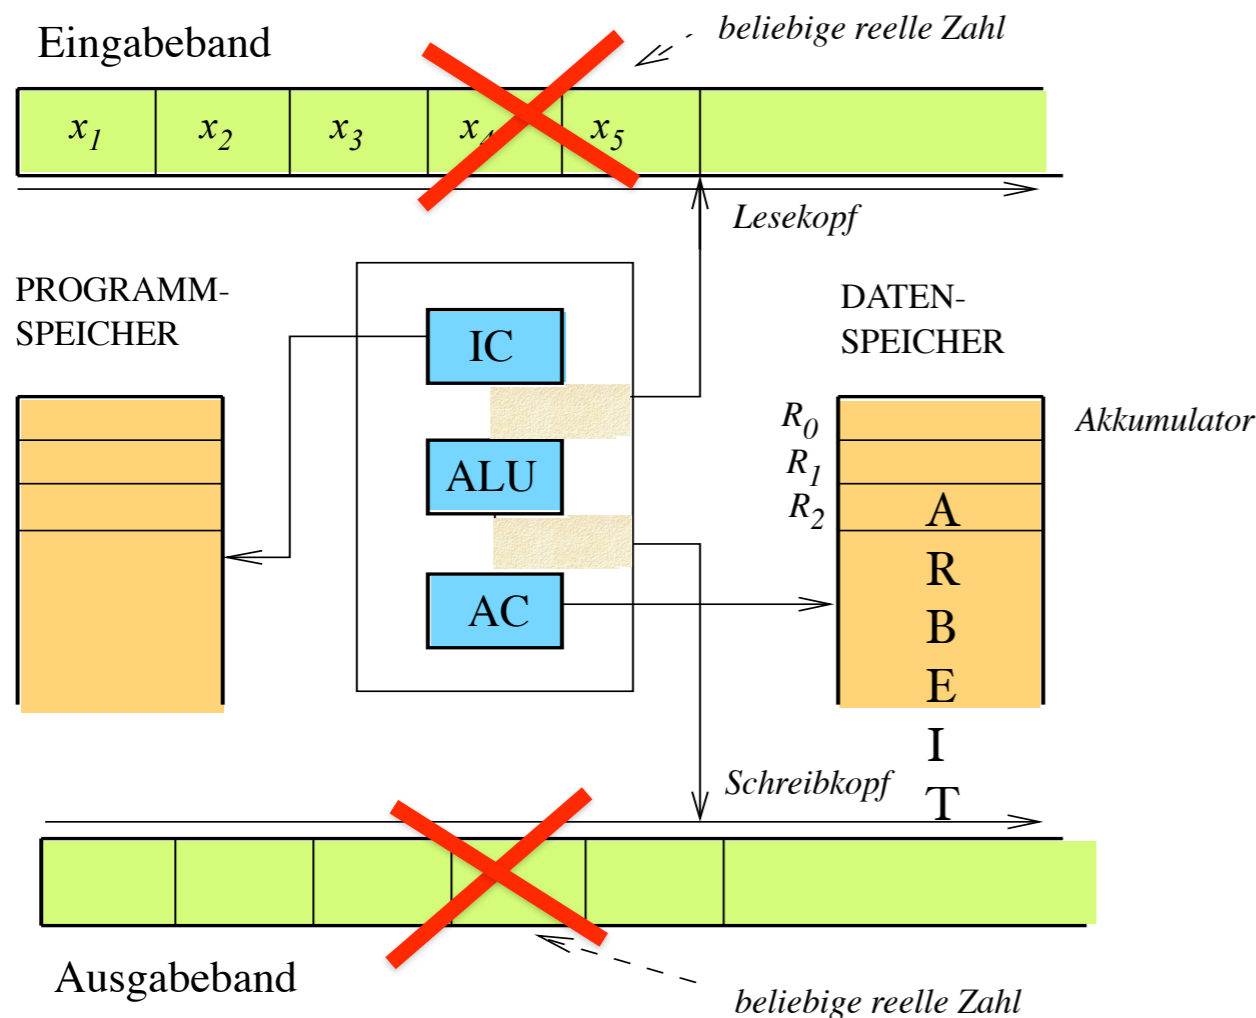 Eingabeband
beliebige reelle Zahl
x1 x2 x3 x4 x5
Lesekopf
PROGRAMM-
SPEICHER
IC
ALU
AC
DATEN-
SPEICHER
R0
Akkumulator
R1
R2
A
R
B
E
I
T
Schreibkopf
Ausgabeband
beliebige reelle Zahl